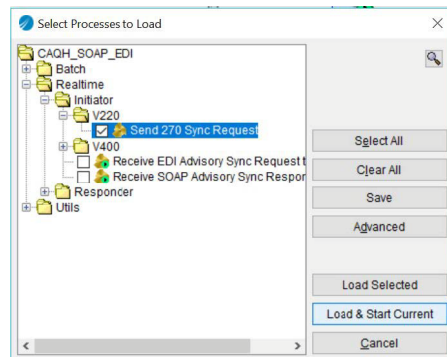 Select Processes to Load
CAQH_SOAP_EDI
Batch
Realtime
Initiator
V220
Send 270 Sync Request
V400
Receive EDI Advisory Sync Request t
Receive SOAP Advisory Sync Respor
Responder
Utils
Select All
Clear All
Save
Advanced
Load Selected
Load & Start Current
Cancel